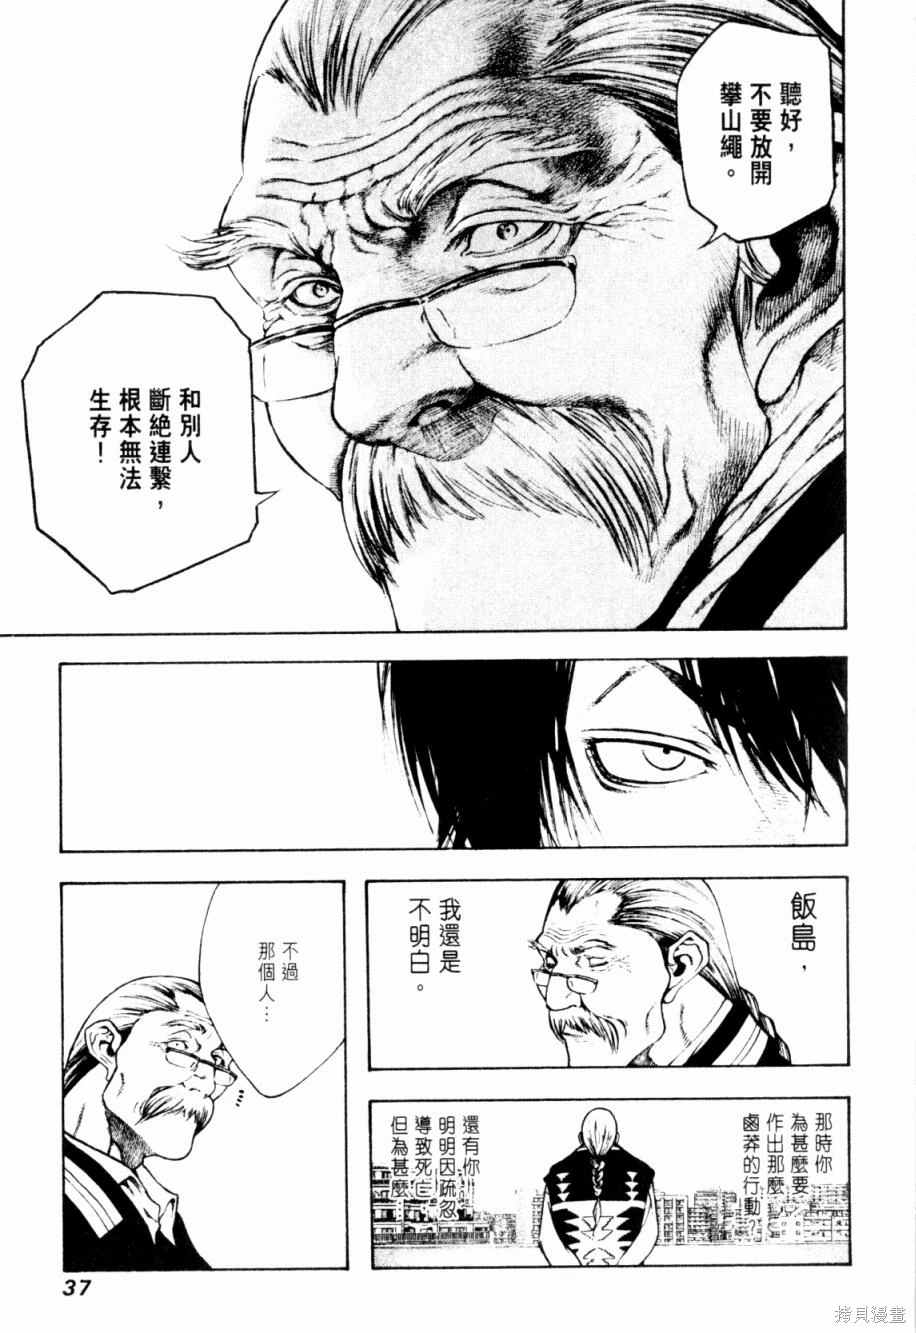 聽好，
不要放開
攀山繩。
和別人
斷絕連繫，
根本無法
生存！
飯島，
我還是
不明白。
那時你
為甚麼要
作出那麼
鹵莽的行動？
還有你
明明因疏忽
導致死亡
但為甚麼…
不過
那個人…
37
拷貝漫畫